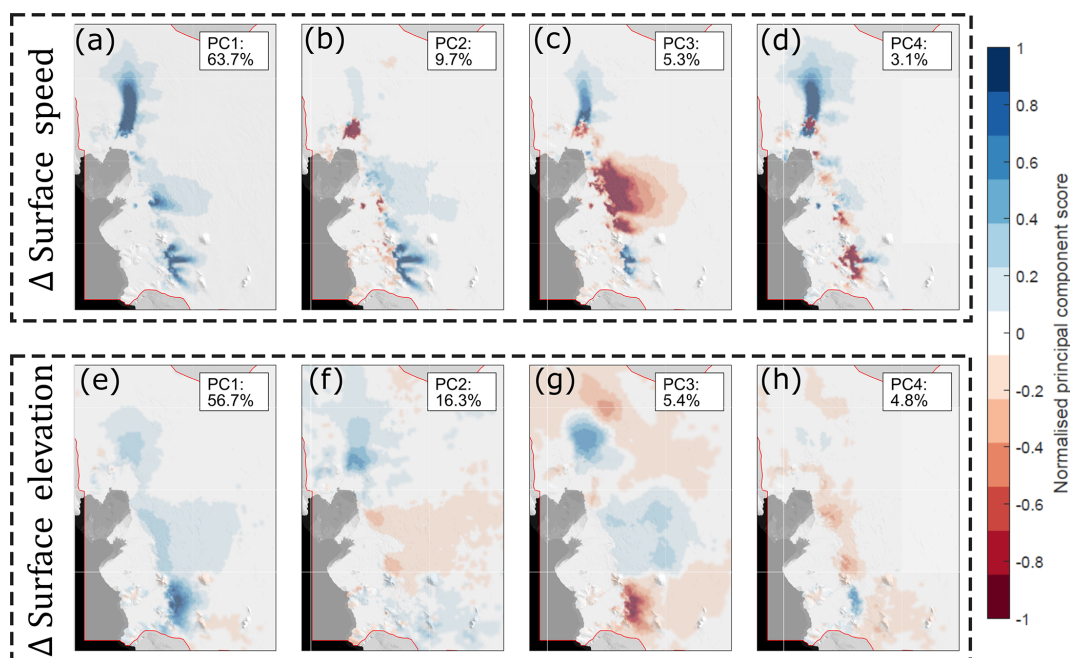 Δ Surface speed
(a)
PC1:
63.7%
(b)
PC2:
9.7%
(c)
PC3:
5.3%
(d)
PC4:
3.1%
Δ Surface elevation
(e)
PC1:
56.7%
(f)
PC2:
16.3%
(g)
PC3:
5.4%
(h)
PC4:
4.8%
1
0.8
0.6
0.4
0.2
0
-0.2
-0.4
-0.6
-0.8
-1
Normalised principal component score